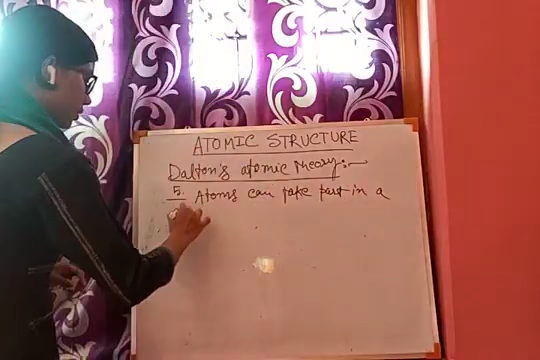 ATOMIC STRUCTURE
Dalton's atomic theory:-
5. Atoms can take part in a